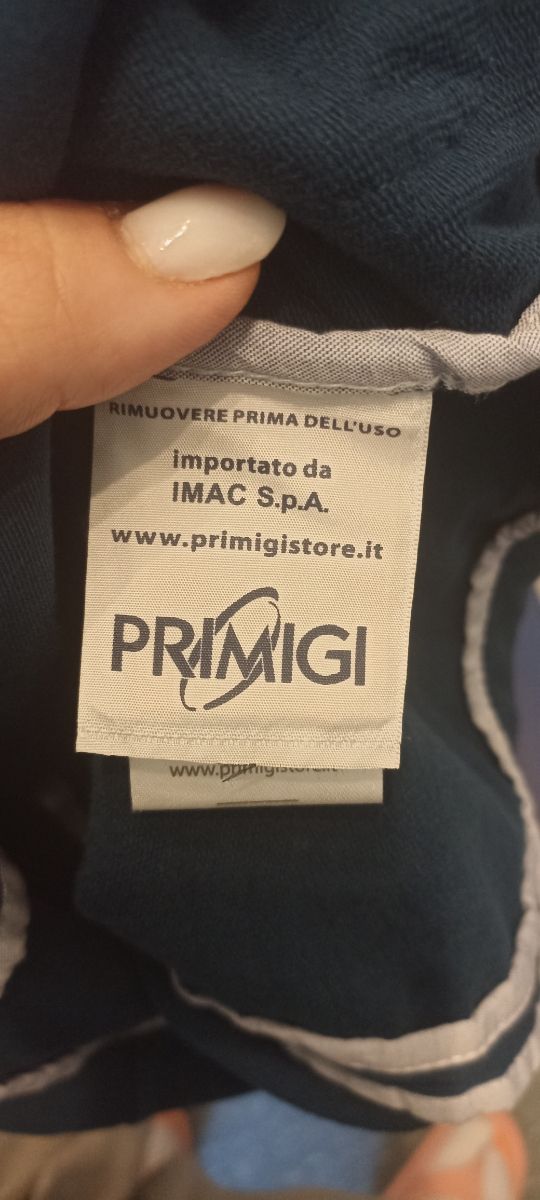 RIMUOVERE PRIMA DELL'USO
importato da
IMAC S.p.A.
www.primigistore.it
PRIMIGI
www.primigistore.it